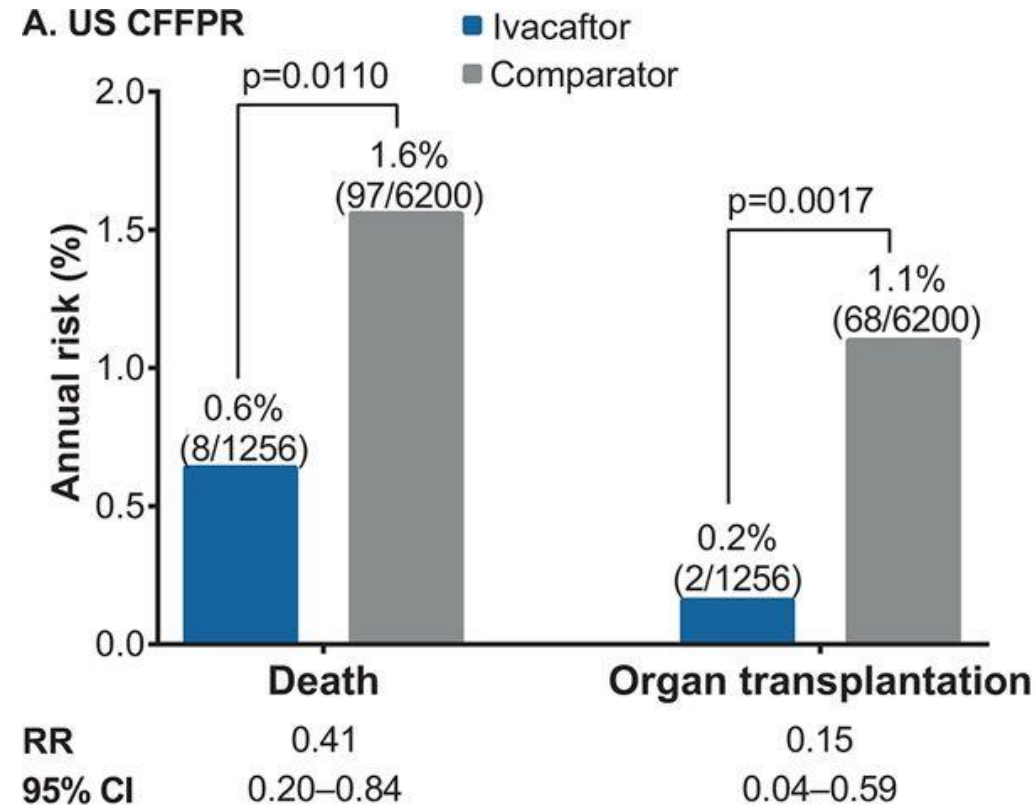 A. US CFFPR
Ivacaftor
Comparator
Annual risk (%)
2.0
1.5
1.0
0.5
0.0
p=0.0110
1.6%
(97/6200)
0.6%
(8/1256)
p=0.0017
1.1%
(68/6200)
0.2%
(2/1256)
Death Organ transplantation
RR 0.41 0.15
95% CI 0.20–0.84 0.04–0.59